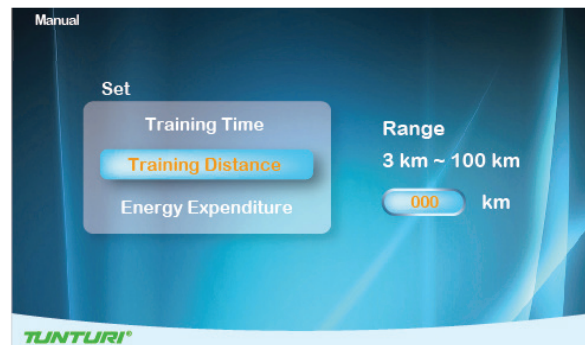 Manual
Set
Training Time
Training Distance
Energy Expenditure
Range
3 km ~ 100 km
000 km
TUNTURI®